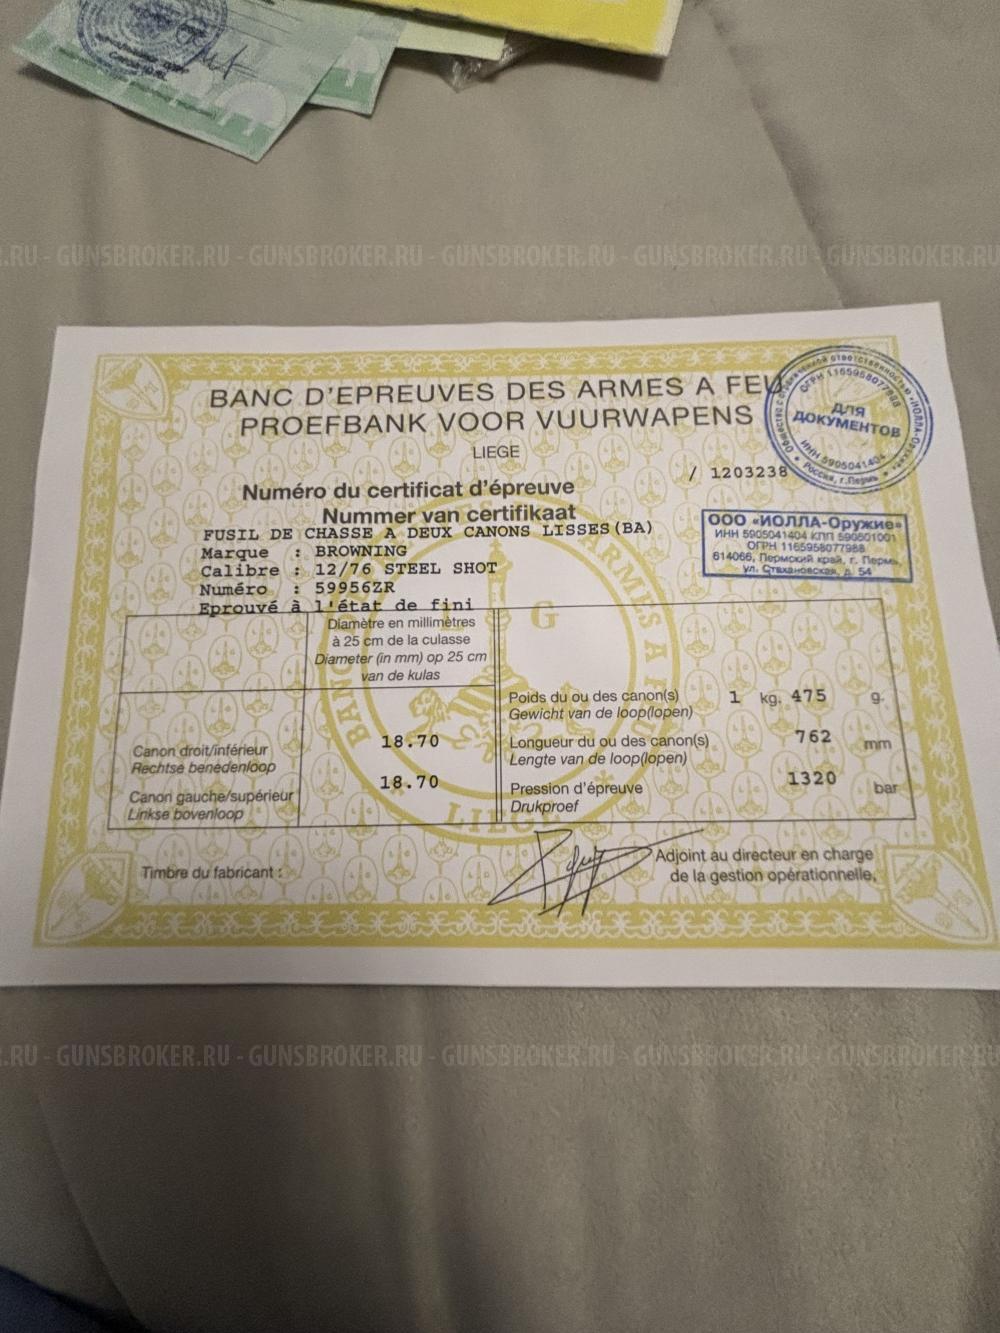 .RU - GUNSBROKER.RU - GUNSBROKER.RU - GUNSBROKER.RU - GUNSBROKER.RU - GUNSBROKER.RU
BANC D'EPREUVES DES ARMES A FEU
PROEFBANK VOOR VUURWAPENS
LIEGE
ОГРН 1165958077988
ДЛЯ
ДОКУМЕНТОВ
ИНН 5905041404
Россия, г.Пермь
/ 1203238
Numéro du certificat d'épreuve
Nummer van certifikaat
FUSIL DE CHASSE A DEUX CANONS LISSES(BA)
Marque : BROWNING
Calibre : 12/76 STEEL SHOT
Numéro : 59956ZR
Eprouvé à l'état de fini
ООО «ИОЛЛА-Оружие»
ИНН 5905041404 КПП 590501001
ОГРН 1165958077988
614066, Пермский край, г. Пермь,
ул. Стахановская, д. 54
Diamètre en millimètres
à 25 cm de la culasse
Diameter (in mm) op 25 cm
van de kulas
Canon droit/inférieur
Rechtse benedenloop
18.70
Canon gauche/supérieur
Linkse bovenloop
18.70
Poids du ou des canon(s) 1 kg. 475 g.
Gewicht van de loop(lopen)
Longueur du ou des canon(s) 762 mm
Lengte van de loop(lopen)
Pression d'épreuve 1320 bar
Drukproef
G
LIEGE
Timbre du fabricant :
Adjoint au directeur en charge
de la gestion opérationnelle,
.RU - GUNSBROKER.RU - GUNSBROKER.RU - GUNSBROKER.RU - GUNSBROKER.RU - GUNSBROKER.RU